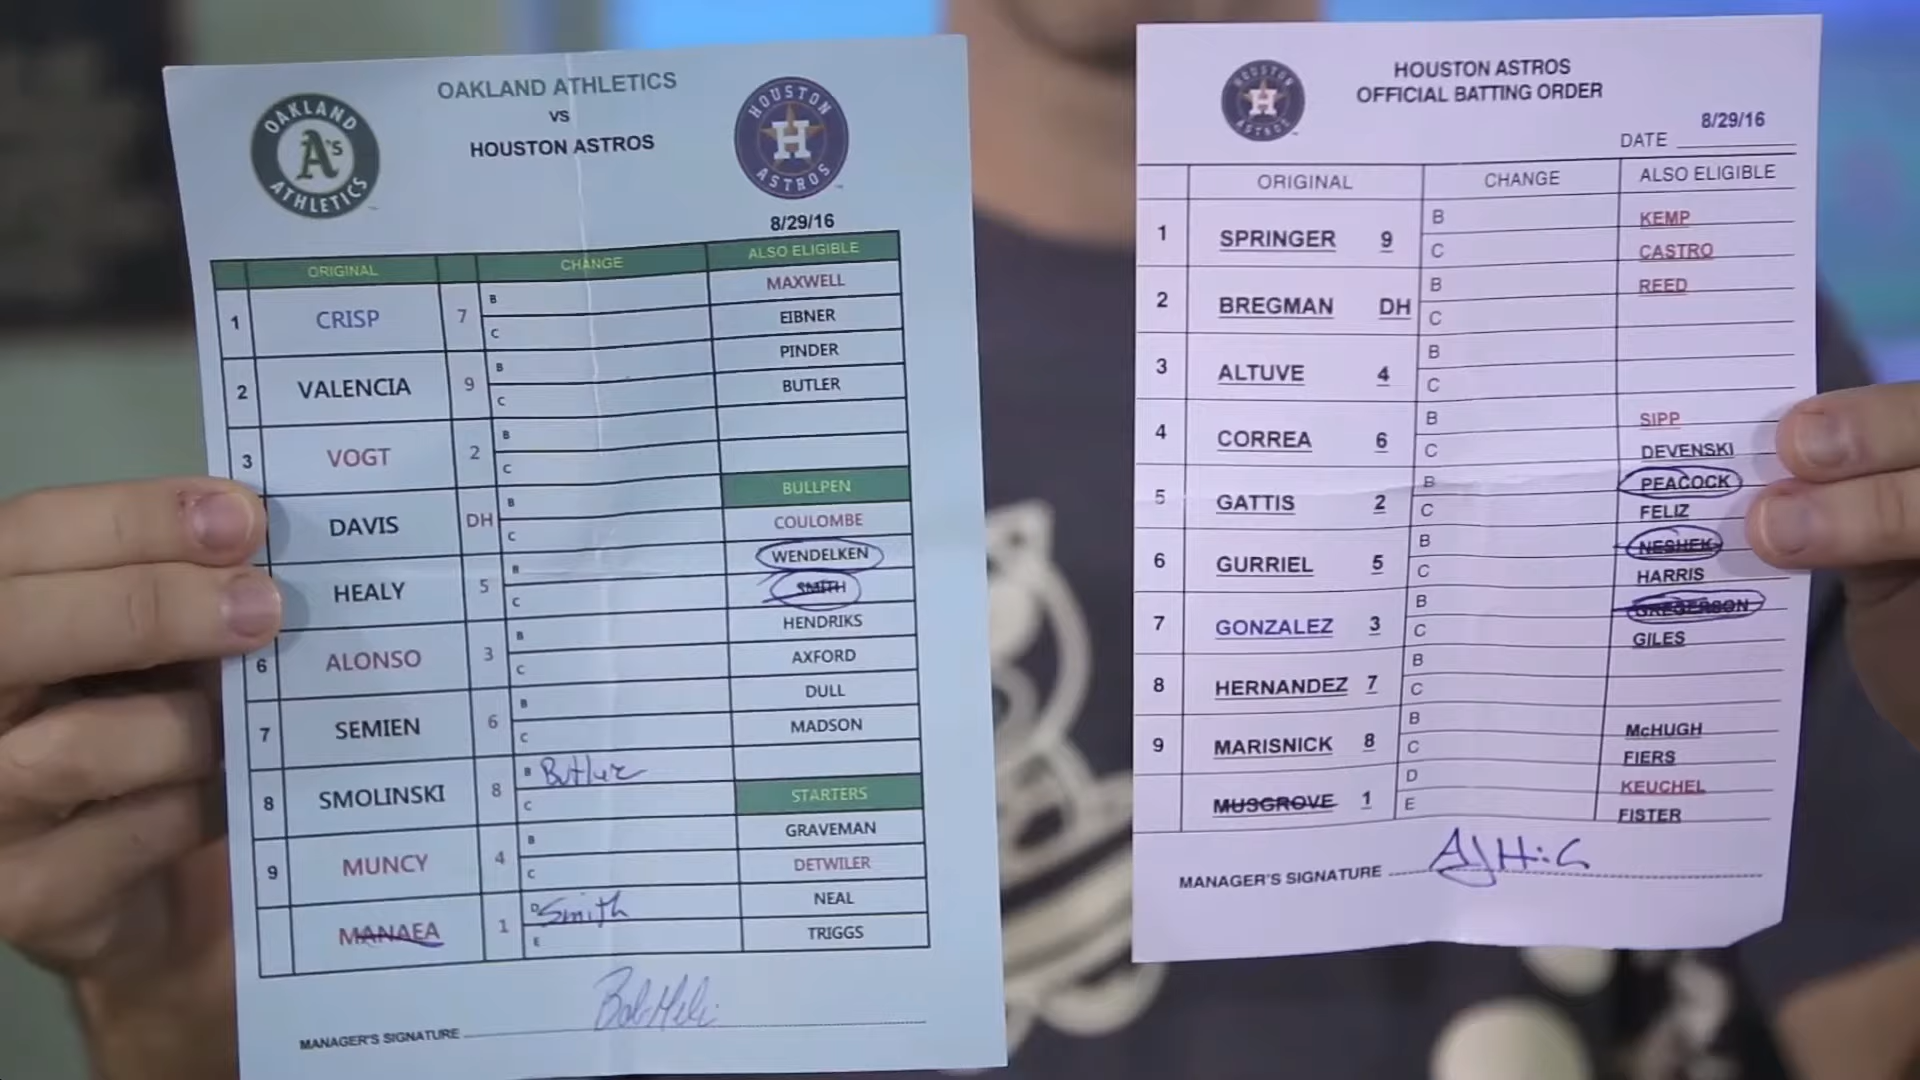 OAKLAND ATHLETICS
VS
HOUSTON ASTROS
OAKLAND
A's
ATHLETICS
HOUSTON
H
ASTROS
8/29/16
ORIGINAL CHANGE ALSO ELIGIBLE
1 CRISP 7 B MAXWELL
C EIBNER
2 VALENCIA 9 B PINDER
C BUTLER
3 VOGT 2 B
C
DAVIS DH B BULLPEN
C COULOMBE
HEALY 5 B WENDELKEN
C SMITH
6 ALONSO 3 B HENDRIKS
C AXFORD
7 SEMIEN 6 B DULL
C MADSON
8 SMOLINSKI 8 B Butler
C STARTERS
9 MUNCY 4 B GRAVEMAN
C DETWILER
MANAEA 1 D Smith NEAL
E TRIGGS
MANAGER'S SIGNATURE Bob Melvin
HOUSTON ASTROS
OFFICIAL BATTING ORDER
HOUSTON
H
ASTROS
DATE 8/29/16
ORIGINAL CHANGE ALSO ELIGIBLE
1 SPRINGER 9 B KEMP
C CASTRO
2 BREGMAN DH B REED
C
3 ALTUVE 4 B
C
4 CORREA 6 B SIPP
C DEVENSKI
5 GATTIS 2 B PEACOCK
C FELIZ
6 GURRIEL 5 B NESHEK
C HARRIS
7 GONZALEZ 3 B GREGERSON
C GILES
8 HERNANDEZ 7 B
C
9 MARISNICK 8 B McHUGH
C FIERS
MUSGROVE 1 D KEUCHEL
E FISTER
MANAGER'S SIGNATURE AJ Hinch